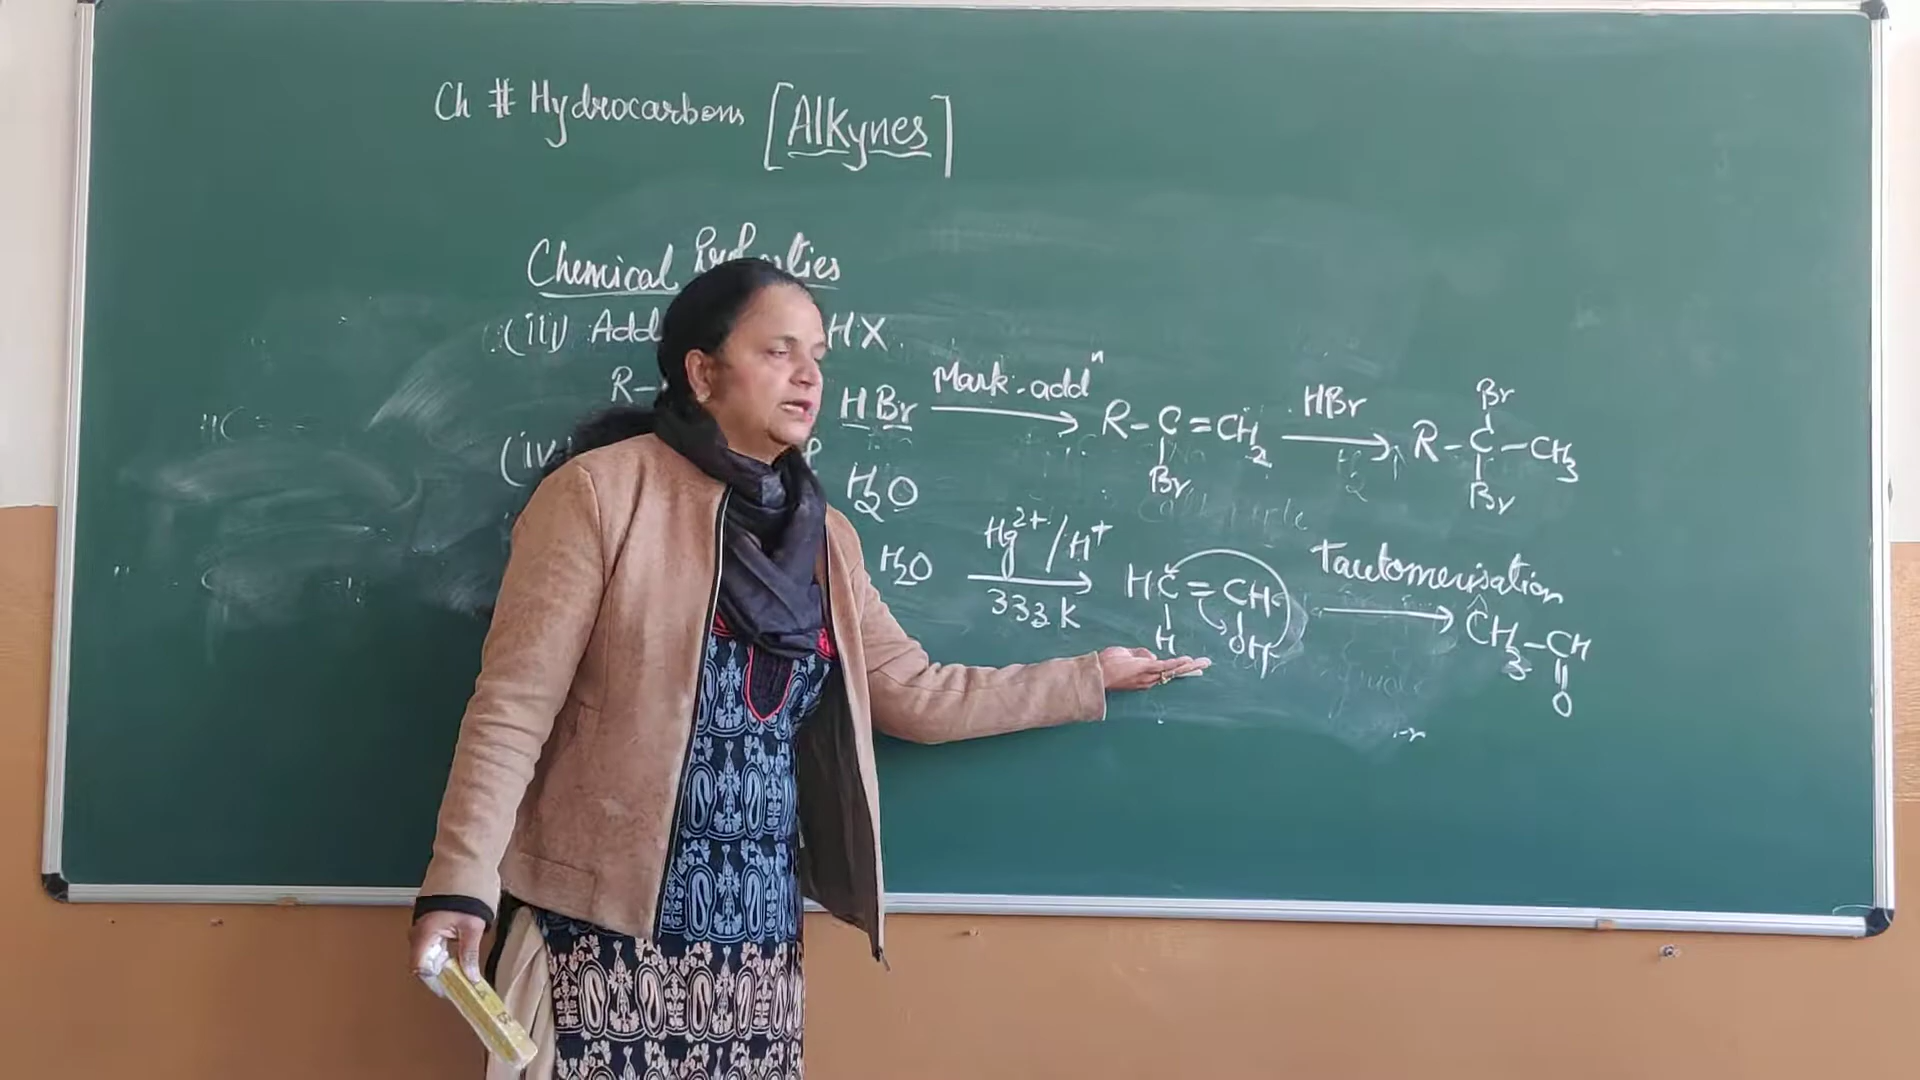 Ch # Hydrocarbons [Alkynes]
Chemical Properties
(iii) Add HX
R- HBr Mark. addⁿ → R-C=CH₂ HBr → R-C-CH₃
Br
Br Br
(iv) H₂O
H₂O Hg²⁺/H⁺ → HC=CH Tautomerisation → CH₃-CH
333 K H OH O